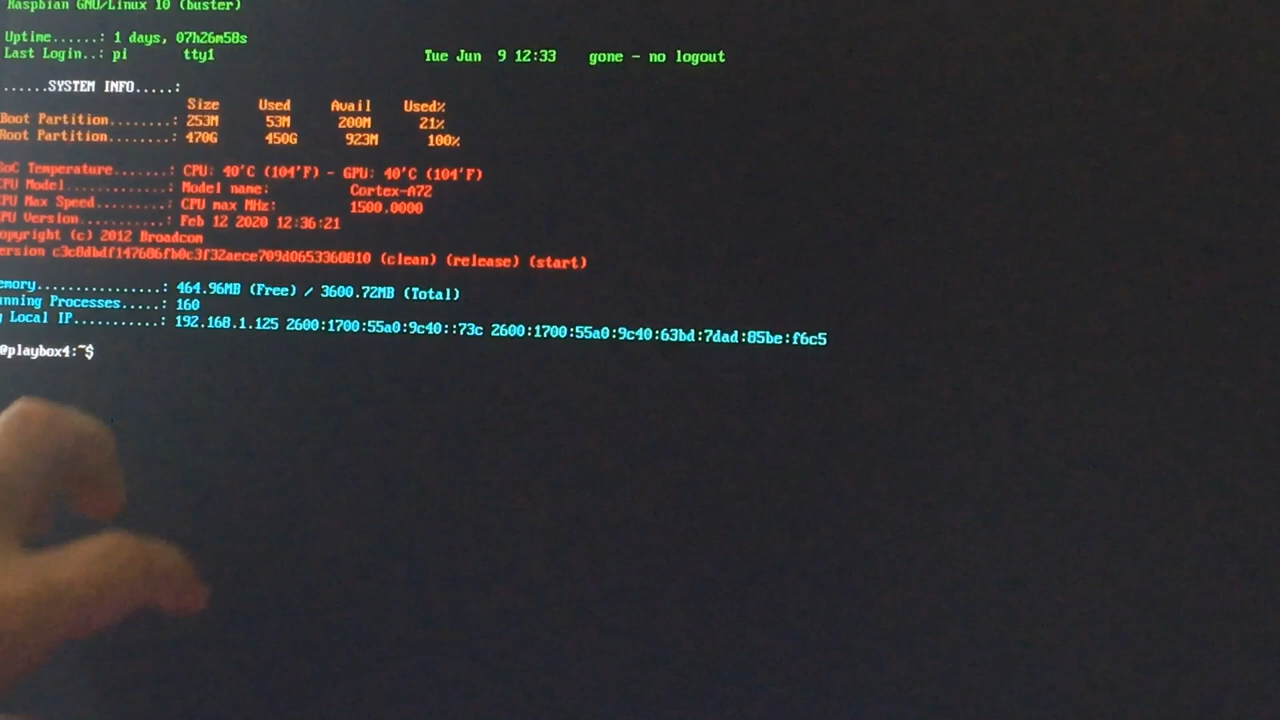 Raspbian GNU/Linux 10 (buster)
Uptime......: 1 days, 07h26m58s
Last Login..: pi tty1 Tue Jun 9 12:33 gone - no logout
......SYSTEM INFO.....:
Size Used Avail Used%
Boot Partition........: 253M 53M 200M 21%
Root Partition........: 470G 450G 923M 100%
SoC Temperature.......: CPU: 40'C (104'F) - GPU: 40'C (104'F)
CPU Model.............: Model name: Cortex-A72
CPU Max Speed.........: CPU max MHz: 1500.0000
PU Version...........: Feb 12 2020 12:36:21
opyright (c) 2012 Broadcom
ersion c3c8dbdf147686fb0c3f32aece709d0653368810 (clean) (release) (start)
emory................: 464.96MB (Free) / 3600.72MB (Total)
nning Processes.....: 160
Local IP...........: 192.168.1.125 2600:1700:55a0:9c40::73c 2600:1700:55a0:9c40:63bd:7dad:85be:f6c5
@playbox4:~$